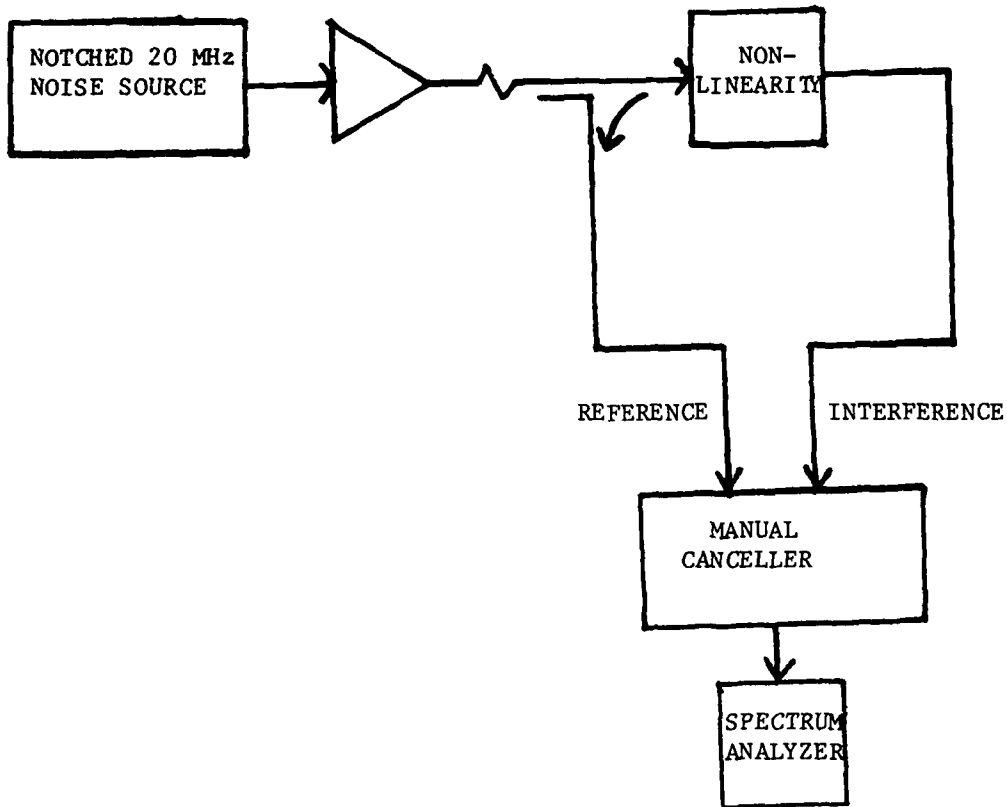 NOTCHED 20 MHz
NOISE SOURCE
NON-
LINEARITY
REFERENCE
INTERFERENCE
MANUAL
CANCELLER
SPECTRUM
ANALYZER